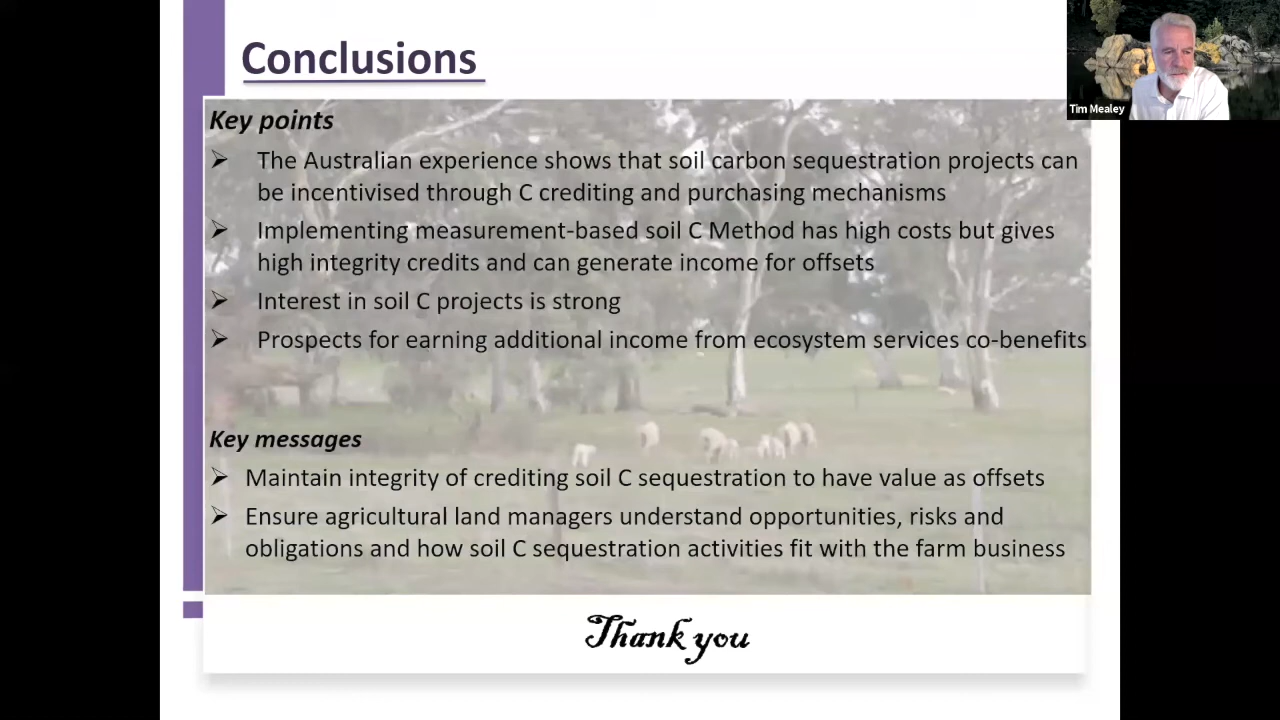 Conclusions
Tim Mealey
Key points
➢ The Australian experience shows that soil carbon sequestration projects can
be incentivised through C crediting and purchasing mechanisms
➢ Implementing measurement-based soil C Method has high costs but gives
high integrity credits and can generate income for offsets
➢ Interest in soil C projects is strong
➢ Prospects for earning additional income from ecosystem services co-benefits
Key messages
➢ Maintain integrity of crediting soil C sequestration to have value as offsets
➢ Ensure agricultural land managers understand opportunities, risks and
obligations and how soil C sequestration activities fit with the farm business
Thank you